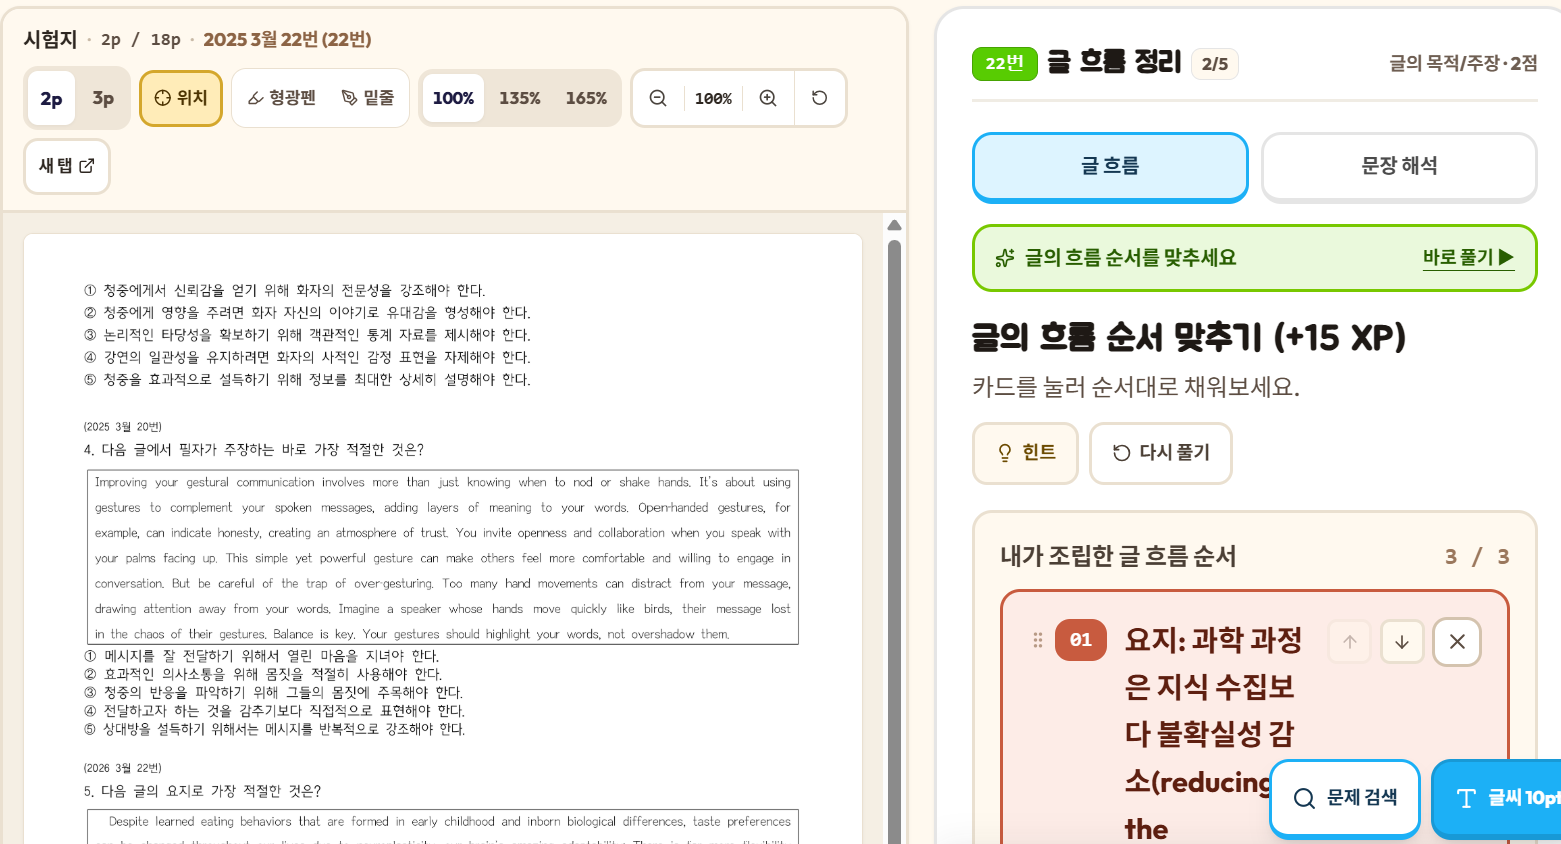 시험지 · 2p / 18p · 2025 3월 22번 (22번)
2p 3p 위치 형광펜 밑줄 100% 135% 165% 100%
새 탭
① 청중에게서 신뢰감을 얻기 위해 화자의 전문성을 강조해야 한다.
② 청중에게 영향을 주려면 화자 자신의 이야기로 유대감을 형성해야 한다.
③ 논리적인 타당성을 확보하기 위해 객관적인 통계 자료를 제시해야 한다.
④ 강연의 일관성을 유지하려면 화자의 사적인 감정 표현을 자제해야 한다.
⑤ 청중을 효과적으로 설득하기 위해 정보를 최대한 상세히 설명해야 한다.
(2025 3월 20번)
4. 다음 글에서 필자가 주장하는 바로 가장 적절한 것은?
Improving your gestural communication involves more than just knowing when to nod or shake hands. It's about using
gestures to complement your spoken messages, adding layers of meaning to your words. Open-handed gestures, for
example, can indicate honesty, creating an atmosphere of trust. You invite openness and collaboration when you speak with
your palms facing up. This simple yet powerful gesture can make others feel more comfortable and willing to engage in
conversation. But be careful of the trap of over-gesturing. Too many hand movements can distract from your message,
drawing attention away from your words. Imagine a speaker whose hands move quickly like birds, their message lost
in the chaos of their gestures. Balance is key. Your gestures should highlight your words, not overshadow them.
① 메시지를 잘 전달하기 위해서 열린 마음을 지녀야 한다.
② 효과적인 의사소통을 위해 몸짓을 적절히 사용해야 한다.
③ 청중의 반응을 파악하기 위해 그들의 몸짓에 주목해야 한다.
④ 전달하고자 하는 것을 감추기보다 직접적으로 표현해야 한다.
⑤ 상대방을 설득하기 위해서는 메시지를 반복적으로 강조해야 한다.
(2026 3월 22번)
5. 다음 글의 요지로 가장 적절한 것은?
Despite learned eating behaviors that are formed in early childhood and inborn biological differences, taste preferences
22번 글 흐름 정리 2/5 글의 목적/주장·2점
글 흐름 문장 해석
글의 흐름 순서를 맞추세요 바로 풀기 ▶
글의 흐름 순서 맞추기 (+15 XP)
카드를 눌러 순서대로 채워보세요.
힌트 다시 풀기
내가 조립한 글 흐름 순서 3 / 3
01 요지: 과학 과정
은 지식 수집보
다 불확실성 감
소(reducing
the
문제 검색 글씨 10pt